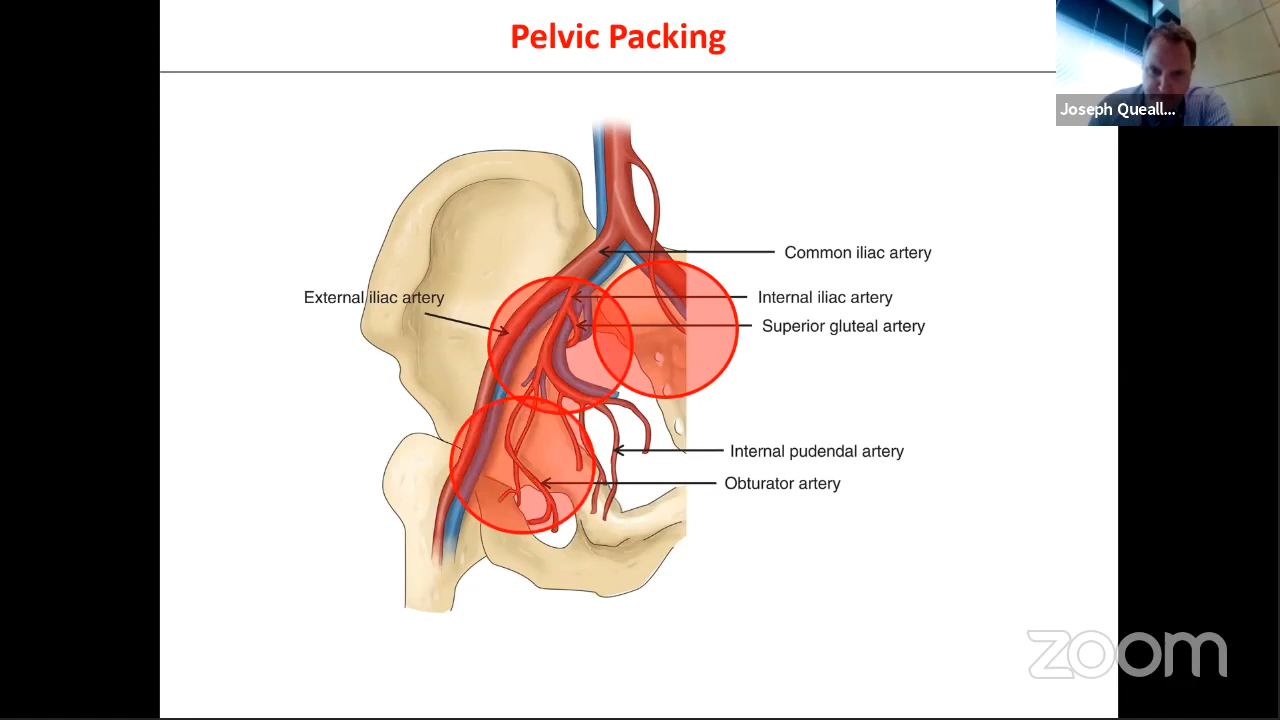 Pelvic Packing
Joseph Queall...
Common iliac artery
External iliac artery
Internal iliac artery
Superior gluteal artery
Internal pudendal artery
Obturator artery
zoom